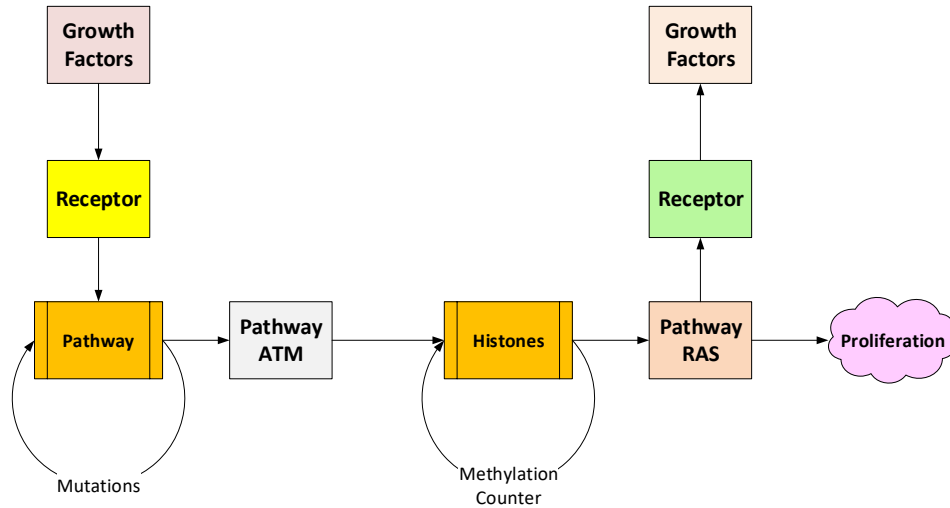 Growth
Factors
Growth
Factors
Receptor
Receptor
Pathway
Pathway
ATM
Histones
Pathway
RAS
Proliferation
Mutations
Methylation
Counter